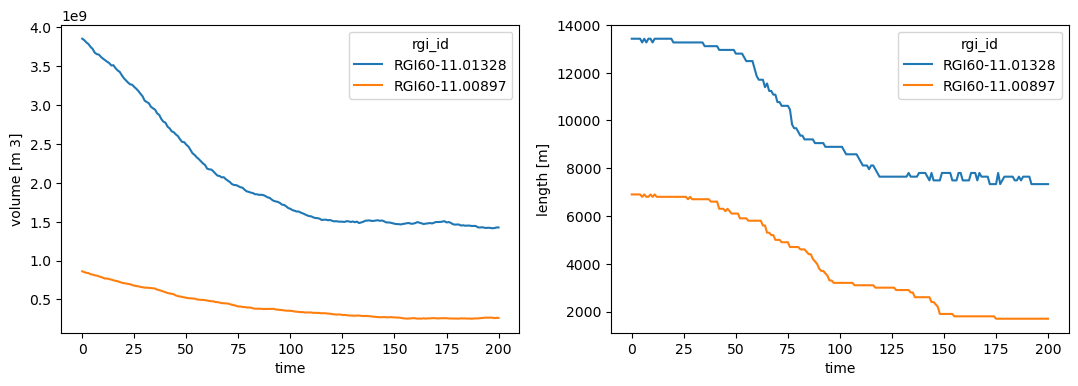 1e9
4.0
3.5
3.0
2.5
2.0
1.5
1.0
0.5
volume [m 3]
0 25 50 75 100 125 150 175 200
time
rgi_id
RGI60-11.01328
RGI60-11.00897
14000
12000
10000
8000
6000
4000
2000
length [m]
0 25 50 75 100 125 150 175 200
time
rgi_id
RGI60-11.01328
RGI60-11.00897